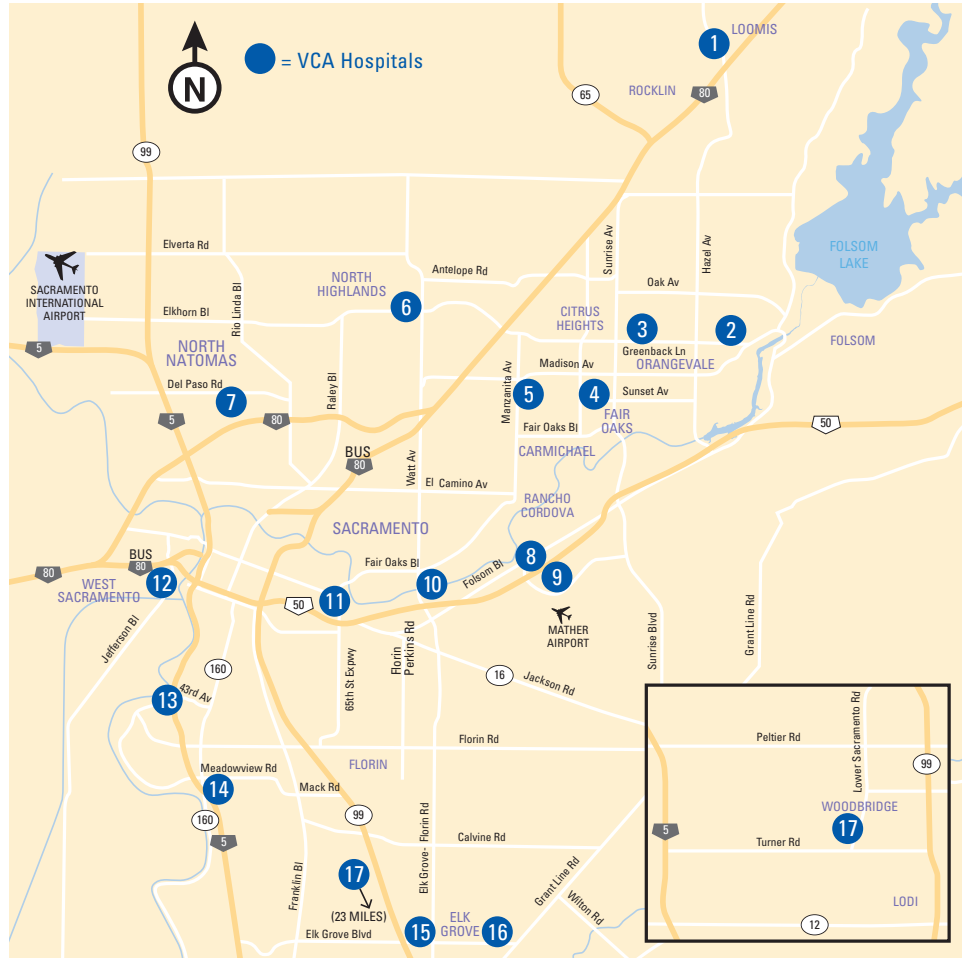 1
LOOMIS
N
= VCA Hospitals
ROCKLIN
65
80
99
Sunrise Av
Hazel Av
Elverta Rd
SACRAMENTO
INTERNATIONAL
AIRPORT
Rio Linda Bl
NORTH
HIGHLANDS
Antelope Rd
Oak Av
FOLSOM
LAKE
Elkhorn Bl
6
CITRUS
HEIGHTS
3
2
FOLSOM
5
NORTH
NATOMAS
Greenback Ln
Madison Av
ORANGEVALE
Del Paso Rd
7
Raley Bl
Manzanita Av
5
4
Sunset Av
5
80
Fair Oaks Bl
FAIR
OAKS
50
BUS
80
Watt Av
CARMICHAEL
El Camino Av
RANCHO
CORDOVA
SACRAMENTO
BUS
80
80
Fair Oaks Bl
Folsom Bl
8
9
WEST
SACRAMENTO
12
50
11
10
MATHER
AIRPORT
Jefferson Bl
160
65th St Expwy
Florin
Perkins Rd
16
Jackson Rd
Sunrise Blvd
Grant Line Rd
13
43rd Av
Florin Rd
FLORIN
Meadowview Rd
14
Mack Rd
160
5
99
Calvine Rd
Elk Grove- Florin Rd
Franklin Bl
17
(23 MILES)
Grant Line Rd
Wilton Rd
Elk Grove Blvd
15
ELK
GROVE
16
Peltier Rd
Lower Sacramento Rd
99
WOODBRIDGE
17
5
Turner Rd
LODI
12